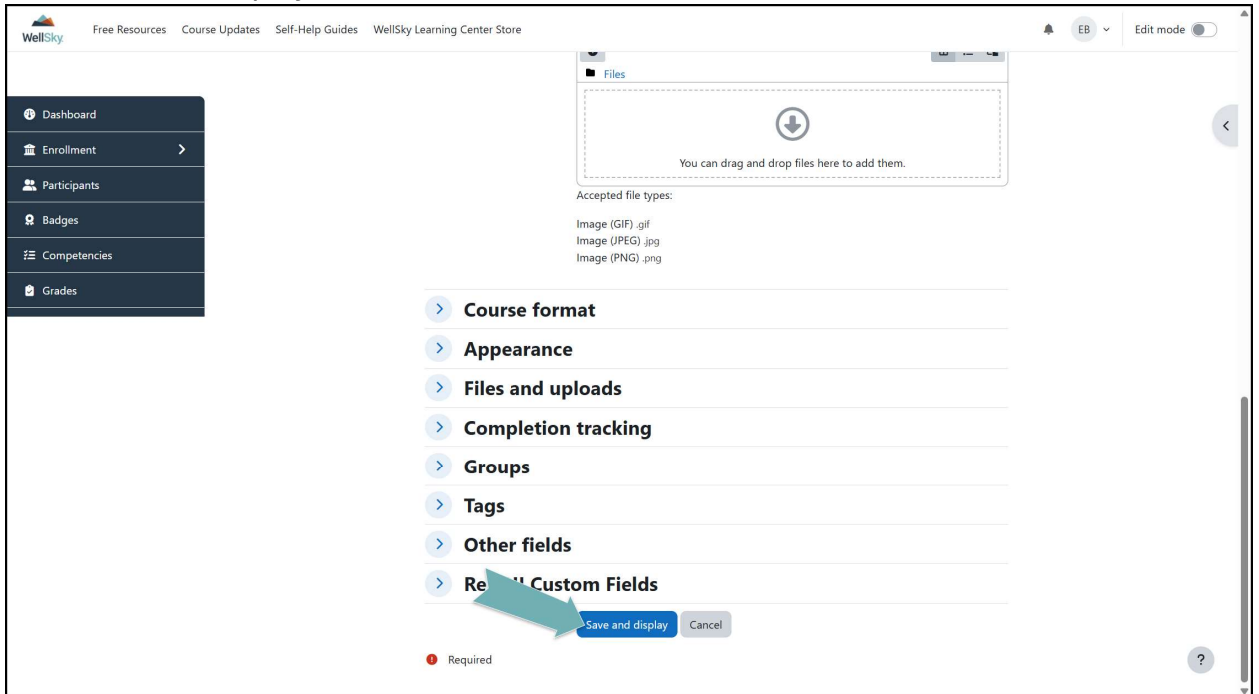 WellSky.
Free Resources Course Updates Self-Help Guides WellSky Learning Center Store EB Edit mode
Files
You can drag and drop files here to add them.
Accepted file types:
Image (GIF) .gif
Image (JPEG) .jpg
Image (PNG) .png
Dashboard
Enrollment
Participants
Badges
Competencies
Grades
Course format
Appearance
Files and uploads
Completion tracking
Groups
Tags
Other fields
Custom Fields
Save and display Cancel
Required
?